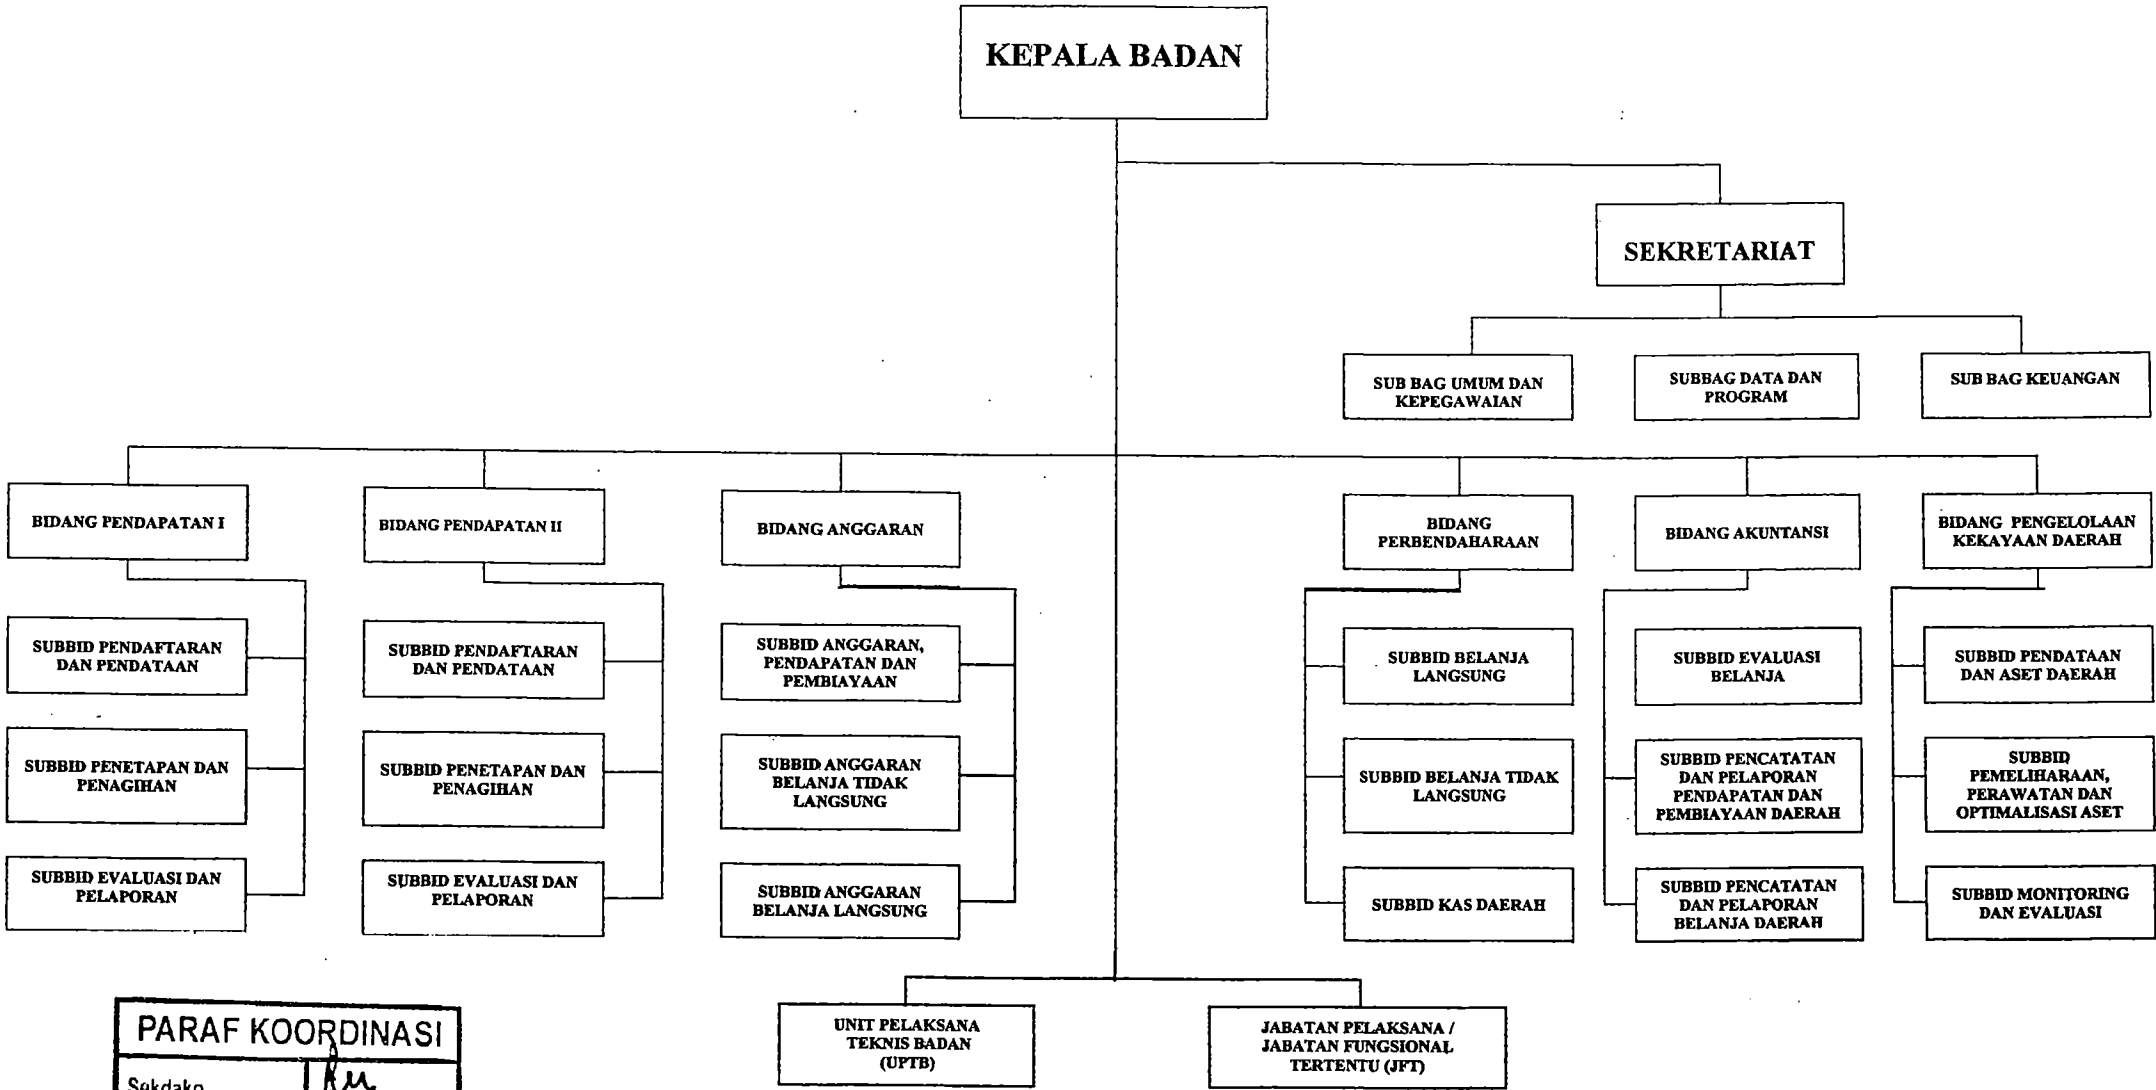 KEPALA BADAN
SEKRETARIAT
SUB BAG UMUM DAN
KEPEGAWAIAN
SUBBAG DATA DAN
PROGRAM
SUB BAG KEUANGAN
BIDANG PENDAPATAN I
BIDANG PENDAPATAN II
BIDANG ANGGARAN
BIDANG
PERBENDAHARAAN
BIDANG AKUNTANSI
BIDANG PENGELOLAAN
KEKAYAAN DAERAH
SUBBID PENDAFTARAN
DAN PENDATAAN
SUBBID PENDAFTARAN
DAN PENDATAAN
SUBBID ANGGARAN,
PENDAPATAN DAN
PEMBIAYAAN
SUBBID BELANJA
LANGSUNG
SUBBID EVALUASI
BELANJA
SUBBID PENDATAAN
DAN ASET DAERAH
SUBBID PENETAPAN DAN
PENAGIHAN
SUBBID PENETAPAN DAN
PENAGIHAN
SUBBID ANGGARAN
BELANJA TIDAK
LANGSUNG
SUBBID BELANJA TIDAK
LANGSUNG
SUBBID PENCATATAN
DAN PELAPORAN
PENDAPATAN DAN
PEMBIAYAAN DAERAH
SUBBID
PEMELIHARAAN,
PERAWATAN DAN
OPTIMALISASI ASET
SUBBID EVALUASI DAN
PELAPORAN
SUBBID EVALUASI DAN
PELAPORAN
SUBBID ANGGARAN
BELANJA LANGSUNG
SUBBID KAS DAERAH
SUBBID PENCATATAN
DAN PELAPORAN
BELANJA DAERAH
SUBBID MONITORING
DAN EVALUASI
UNIT PELAKSANA
TEKNIS BADAN
(UPTB)
JABATAN PELAKSANA /
JABATAN FUNGSIONAL
TERTENTU (JFT)
PARAF KOORDINASI
Sekdako